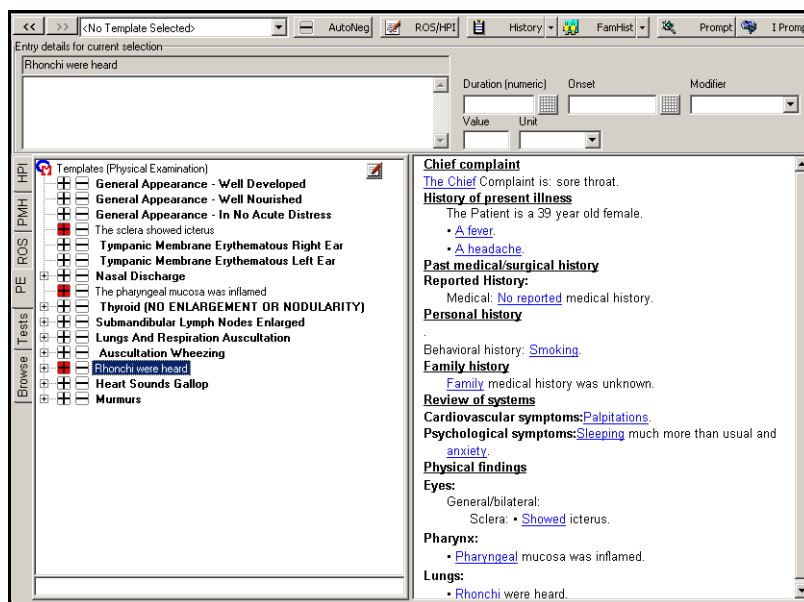 << >> <No Template Selected> AutoNeg ROS/HPI History FamHist Prompt I Promp
Entry details for current selection
Rhonchi were heard
Duration (numeric) Onset Modifier
Value Unit
HPI
PMH
ROS
PE
Tests
Browse
Templates (Physical Examination)
General Appearance - Well Developed
General Appearance - Well Nourished
General Appearance - In No Acute Distress
The sclera showed icterus
Tympanic Membrane Erythematous Right Ear
Tympanic Membrane Erythematous Left Ear
Nasal Discharge
The pharyngeal mucosa was inflamed
Thyroid (NO ENLARGEMENT OR NODULARITY)
Submandibular Lymph Nodes Enlarged
Lungs And Respiration Auscultation
Auscultation Wheezing
Rhonchi were heard
Heart Sounds Gallop
Murmurs
Chief complaint
The Chief Complaint is: sore throat.
History of present illness
The Patient is a 39 year old female.
• A fever.
• A headache.
Past medical/surgical history
Reported History:
Medical: No reported medical history.
Personal history
.
Behavioral history: Smoking.
Family history
Family medical history was unknown.
Review of systems
Cardiovascular symptoms:Palpitations.
Psychological symptoms:Sleeping much more than usual and
anxiety.
Physical findings
Eyes:
General/bilateral:
Sclera: • Showed icterus.
Pharynx:
• Pharyngeal mucosa was inflamed.
Lungs:
• Rhonchi were heard.